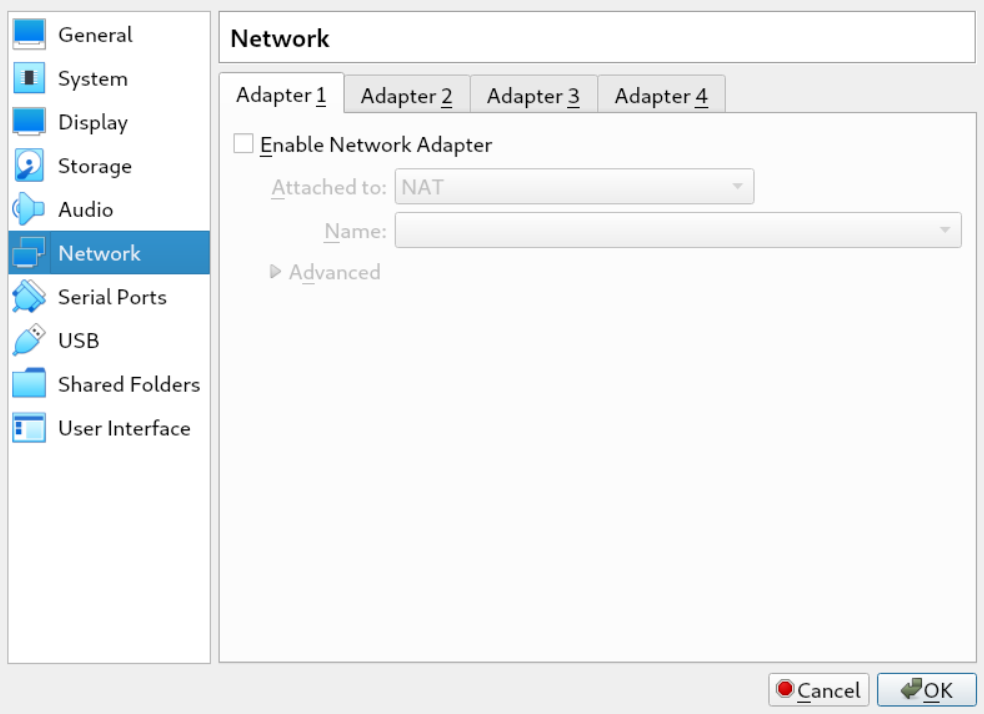 General
System
Display
Storage
Audio
Network
Serial Ports
USB
Shared Folders
User Interface
Network
Adapter 1 Adapter 2 Adapter 3 Adapter 4
Enable Network Adapter
Attached to: NAT
Name:
Advanced
Cancel OK